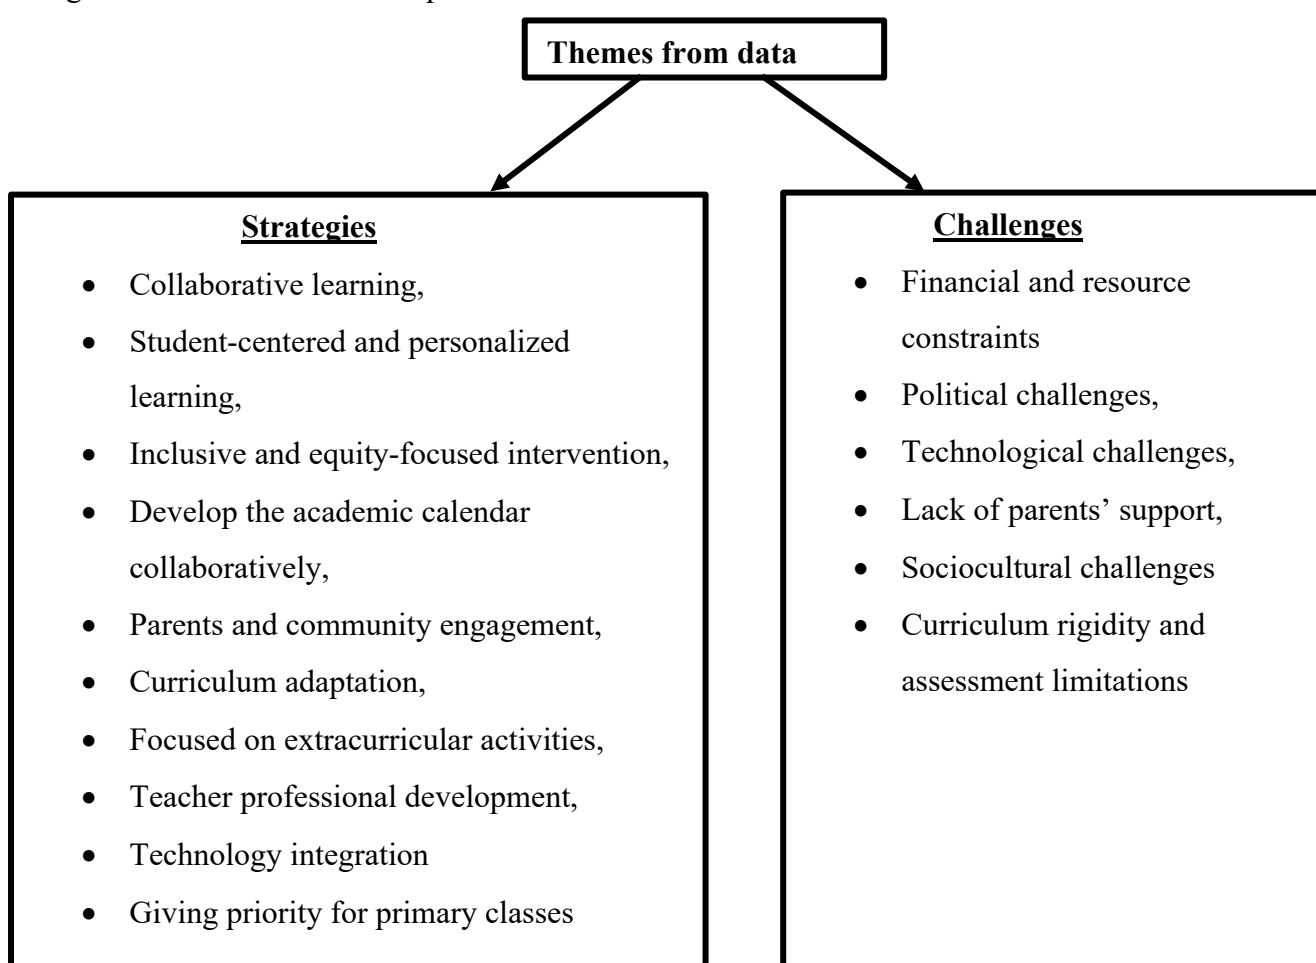 Themes from data
Strategies
• Collaborative learning,
• Student-centered and personalized
learning,
• Inclusive and equity-focused intervention,
• Develop the academic calendar
collaboratively,
• Parents and community engagement,
• Curriculum adaptation,
• Focused on extracurricular activities,
• Teacher professional development,
• Technology integration
• Giving priority for primary classes
Challenges
• Financial and resource
constraints
• Political challenges,
• Technological challenges,
• Lack of parents’ support,
• Sociocultural challenges
• Curriculum rigidity and
assessment limitations